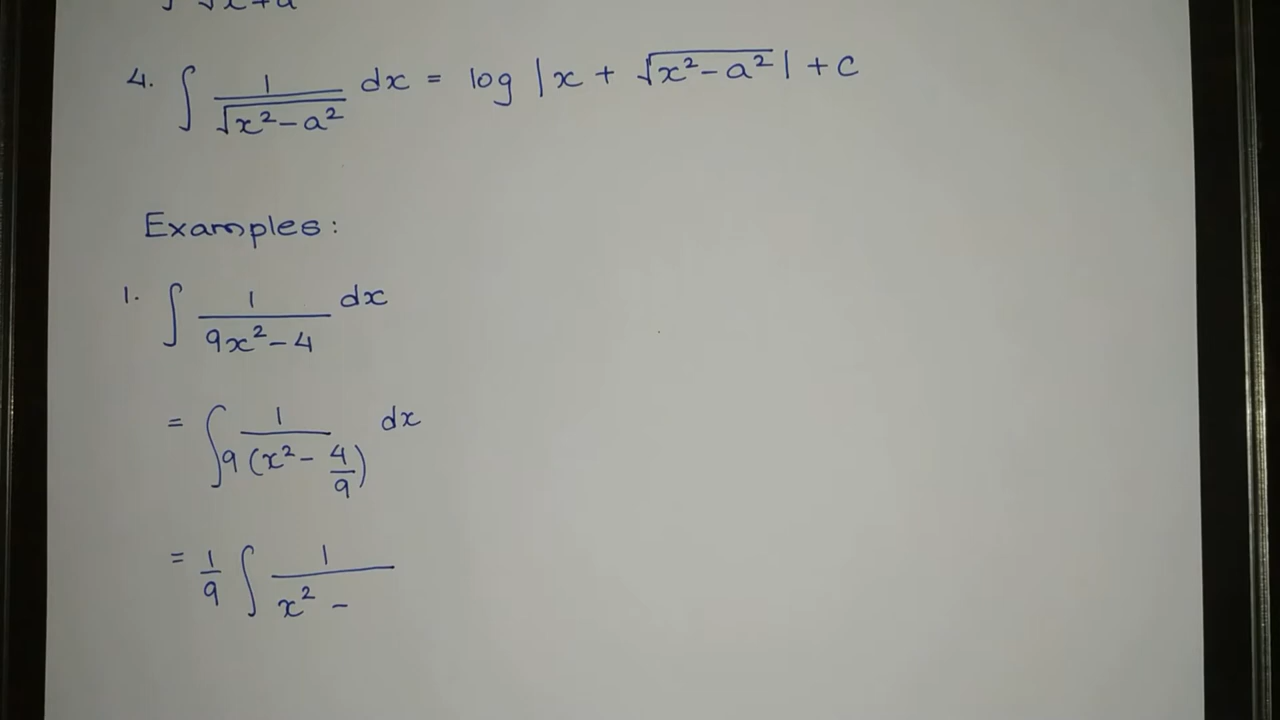 √x+a
4. ∫ 1/√(x²-a²) dx = log |x + √(x²-a²)| + c
Examples:
1. ∫ 1/(9x²-4) dx
= ∫ 1/(9(x² - 4/9)) dx
= 1/9 ∫ 1/(x² -